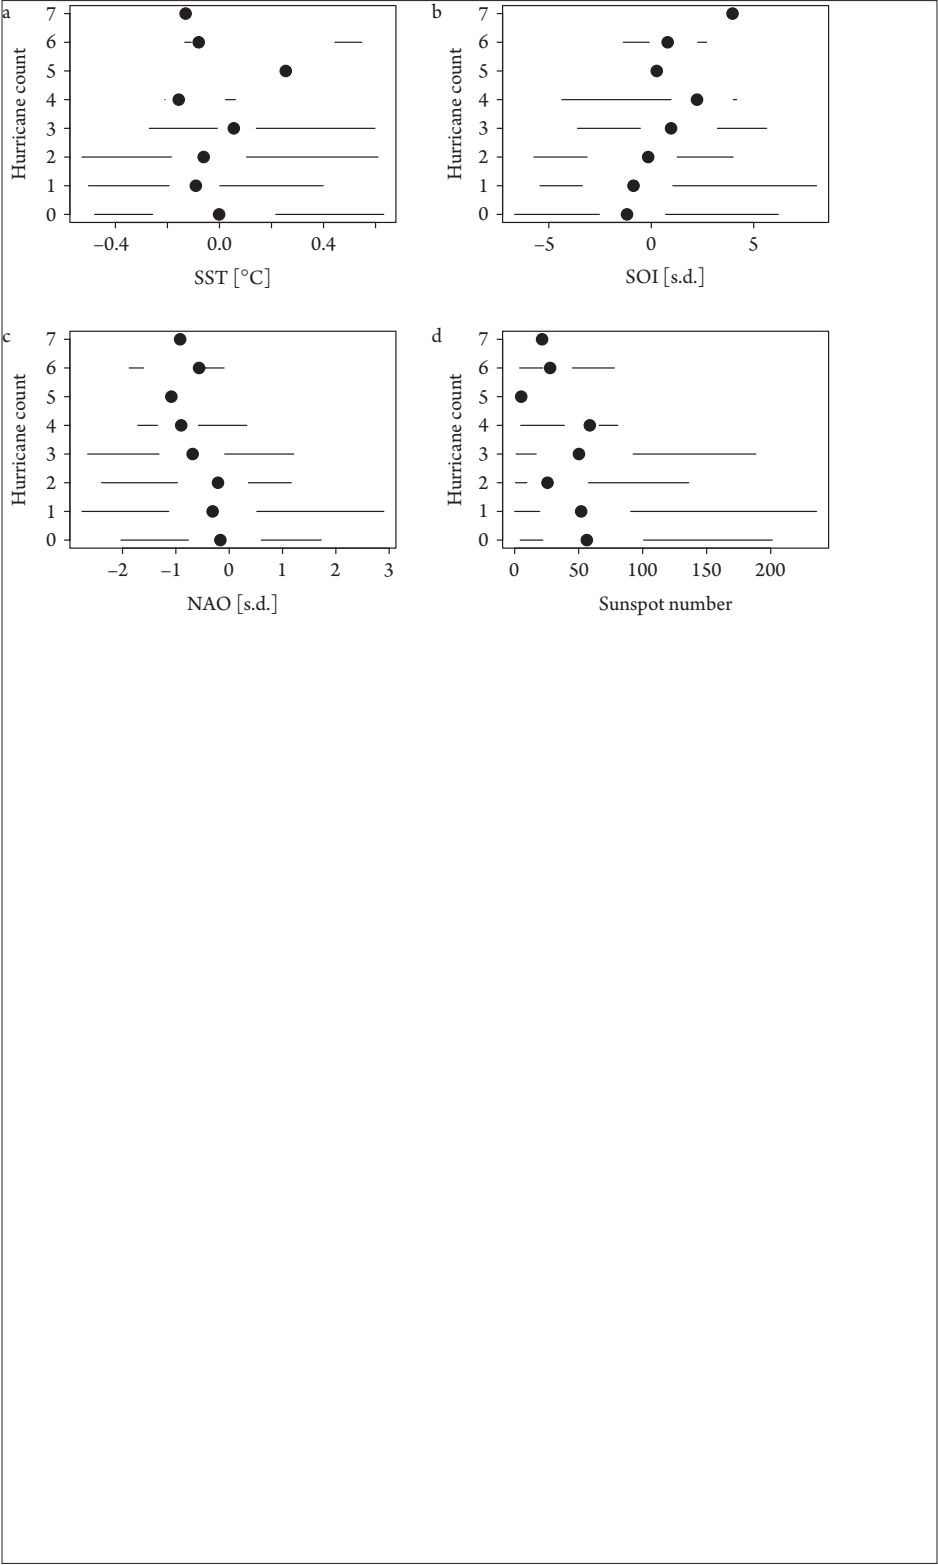 a
Hurricane count
7
6
5
4
3
2
1
0
–0.4 0.0 0.4
SST [°C]
b
Hurricane count
7
6
5
4
3
2
1
0
–5 0 5
SOI [s.d.]
c
Hurricane count
7
6
5
4
3
2
1
0
–2 –1 0 1 2 3
NAO [s.d.]
d
Hurricane count
7
6
5
4
3
2
1
0
0 50 100 150 200
Sunspot number